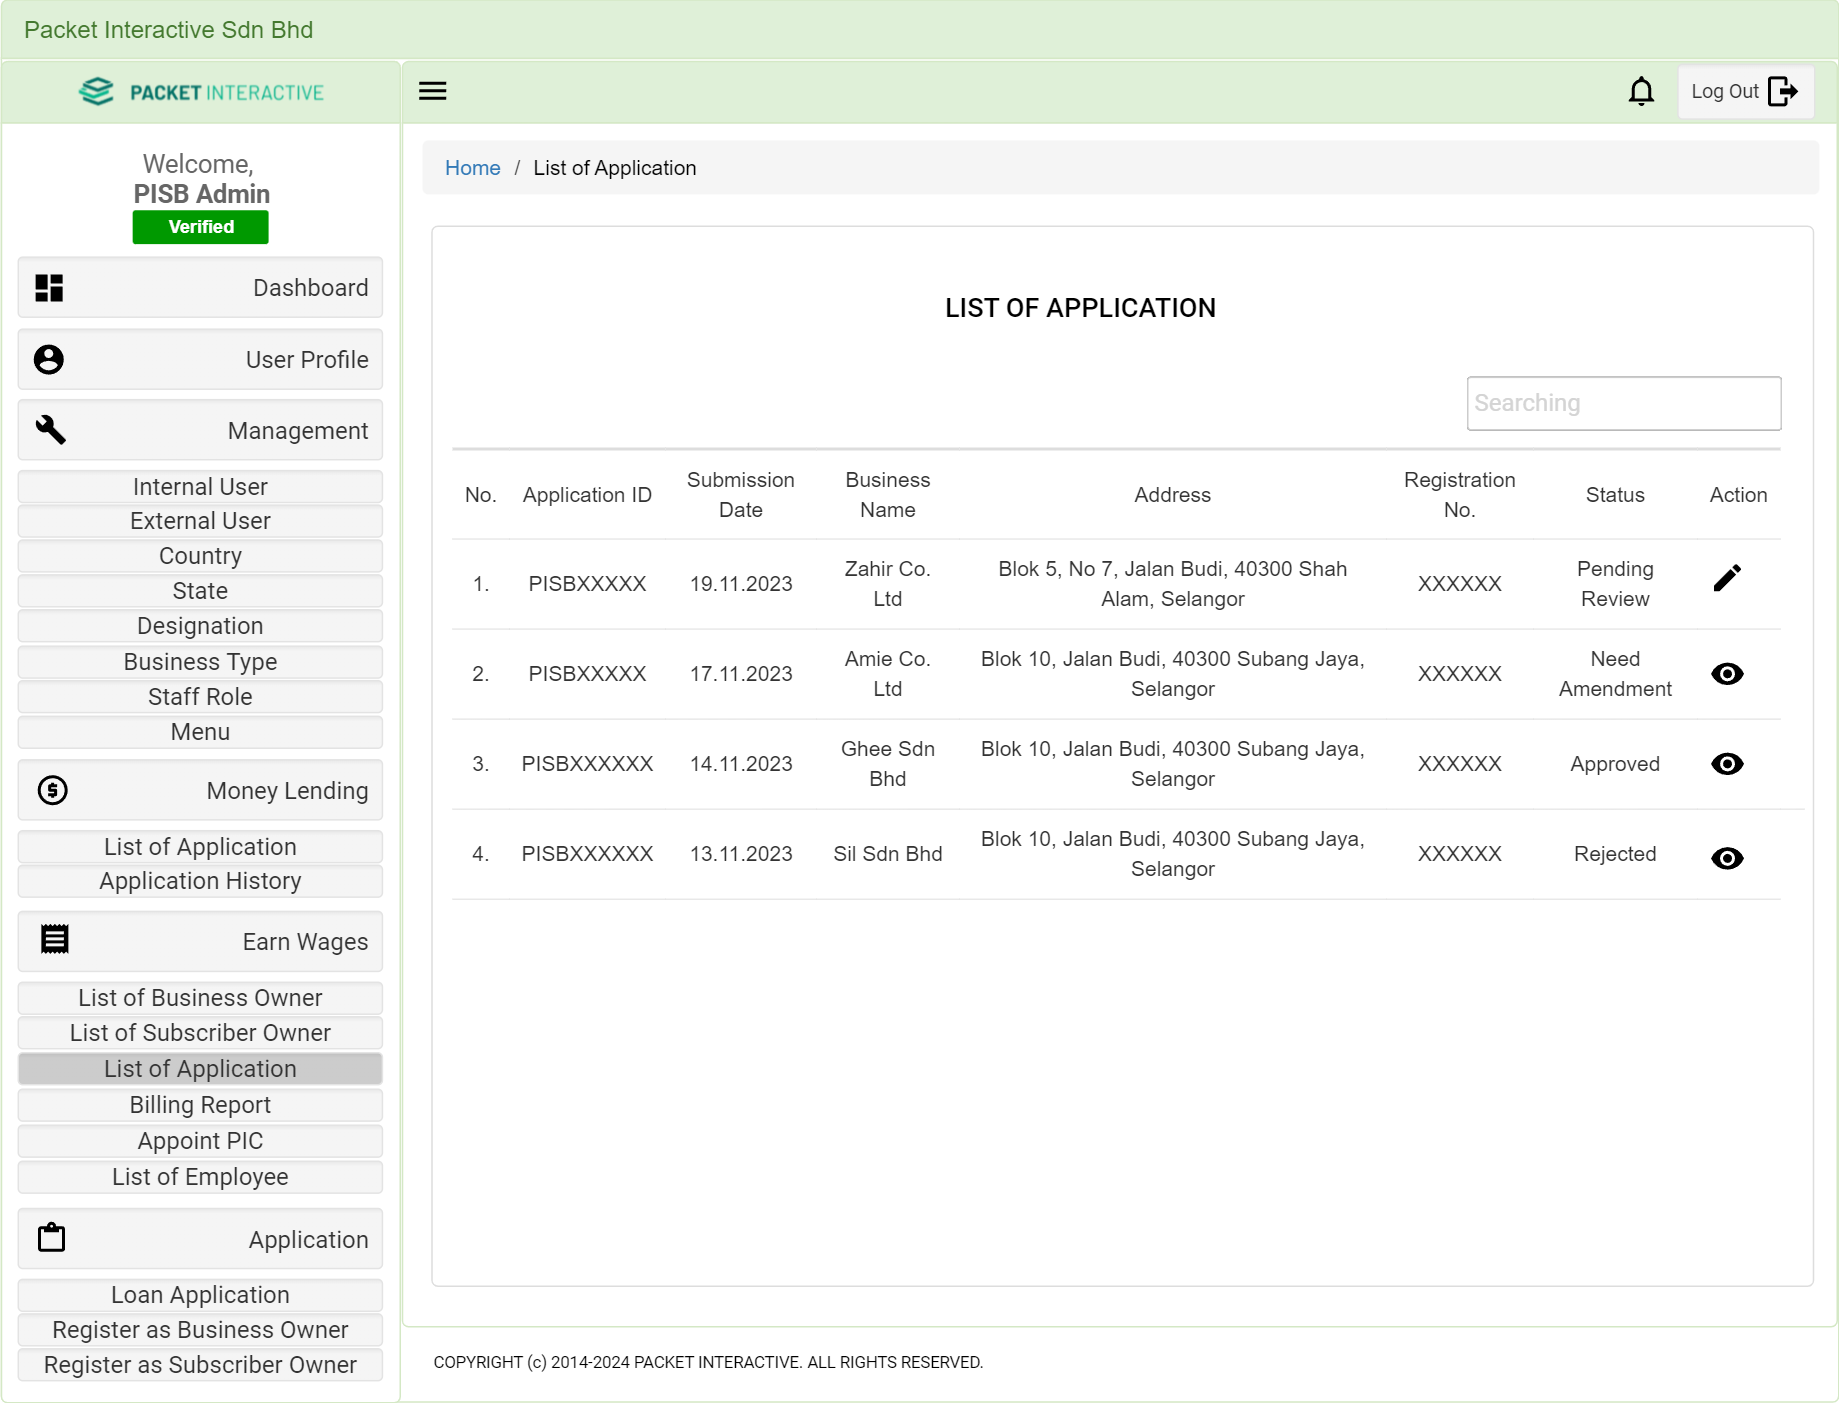 Packet Interactive Sdn Bhd
PACKET INTERACTIVE
Log Out
Welcome,
PISB Admin
Verified
Dashboard
User Profile
Management
Internal User
External User
Country
State
Designation
Business Type
Staff Role
Menu
Money Lending
List of Application
Application History
Earn Wages
List of Business Owner
List of Subscriber Owner
List of Application
Billing Report
Appoint PIC
List of Employee
Application
Loan Application
Register as Business Owner
Register as Subscriber Owner
Home / List of Application
LIST OF APPLICATION
Searching
No. Application ID Submission Date Business Name Address Registration No. Status Action
1. PISBXXXXX 19.11.2023 Zahir Co. Ltd Blok 5, No 7, Jalan Budi, 40300 Shah Alam, Selangor XXXXXX Pending Review
2. PISBXXXXX 17.11.2023 Amie Co. Ltd Blok 10, Jalan Budi, 40300 Subang Jaya, Selangor XXXXXX Need Amendment
3. PISBXXXXXX 14.11.2023 Ghee Sdn Bhd Blok 10, Jalan Budi, 40300 Subang Jaya, Selangor XXXXXX Approved
4. PISBXXXXXX 13.11.2023 Sil Sdn Bhd Blok 10, Jalan Budi, 40300 Subang Jaya, Selangor XXXXXX Rejected
COPYRIGHT (c) 2014-2024 PACKET INTERACTIVE. ALL RIGHTS RESERVED.